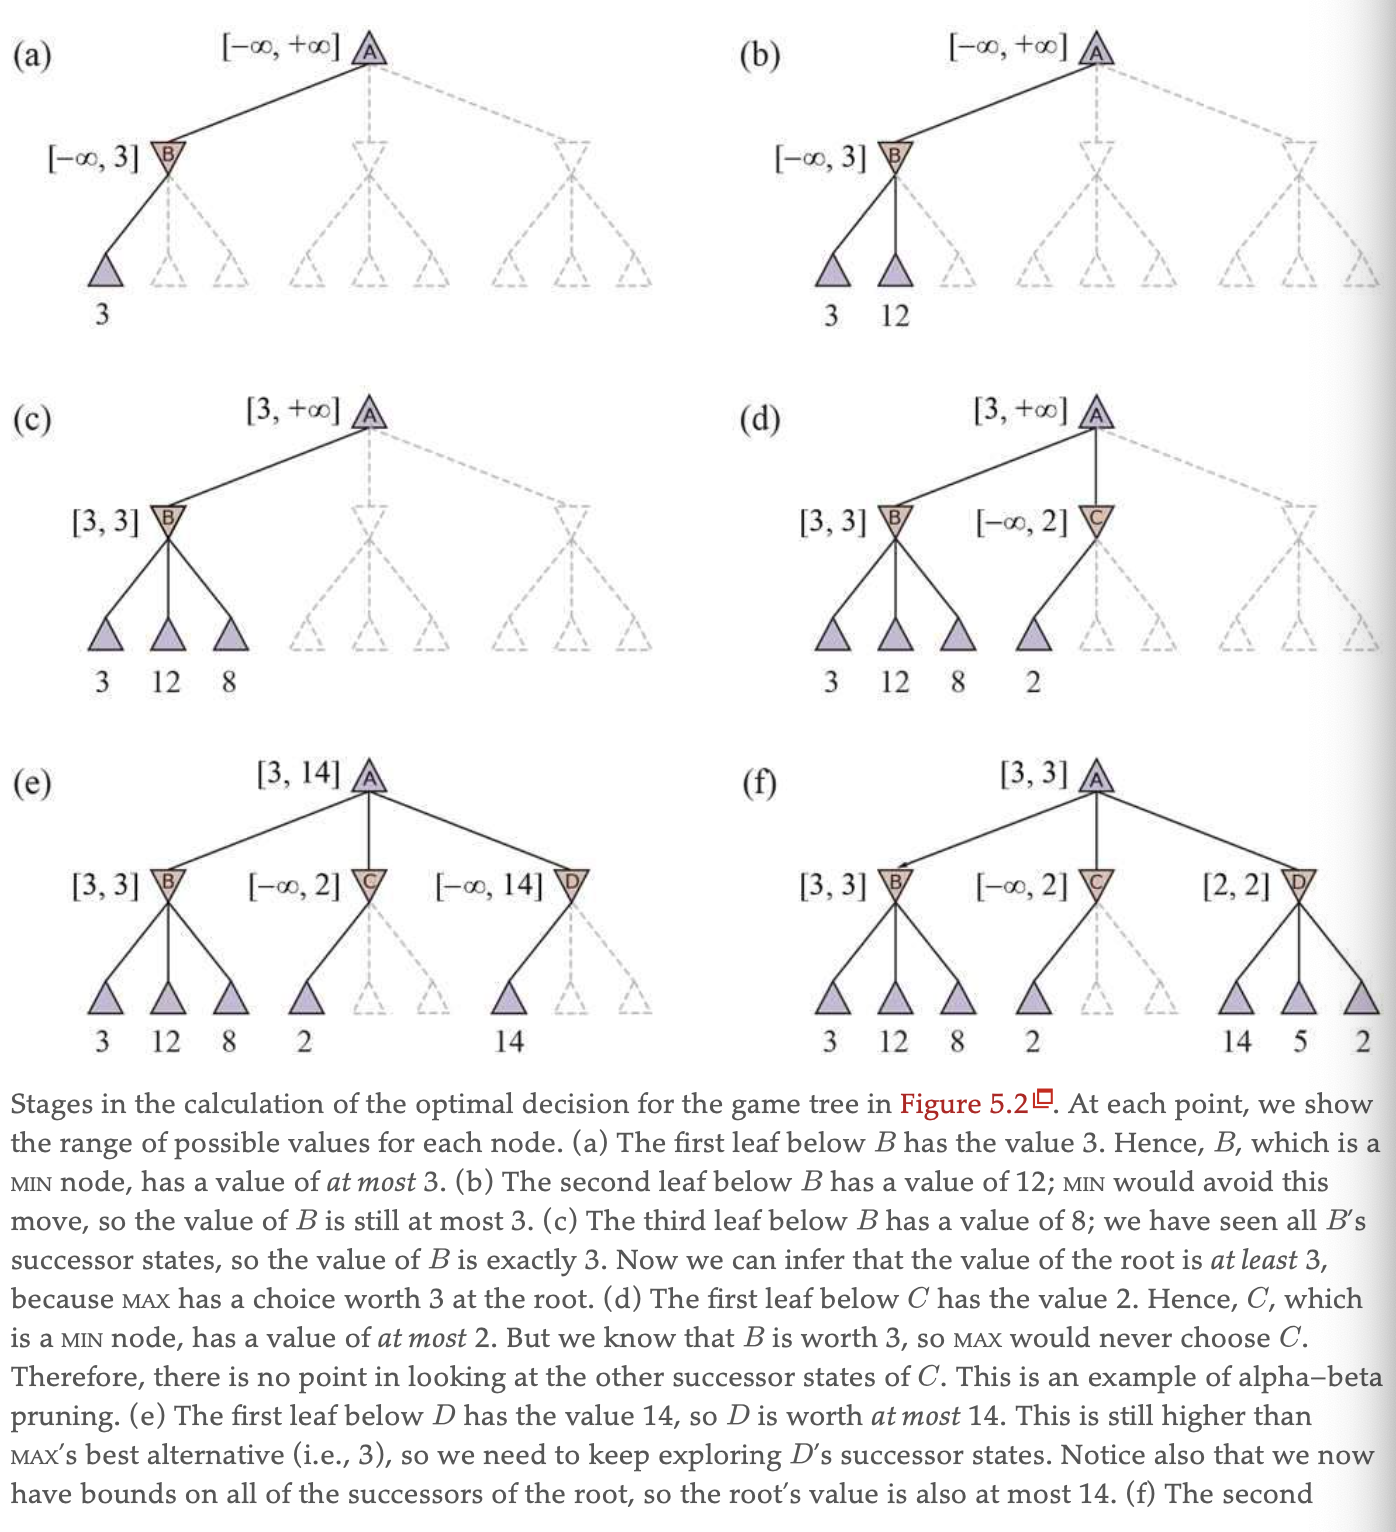 (a) [−∞, +∞] A
[−∞, 3] B
3
(b) [−∞, +∞] A
[−∞, 3] B
3 12
(c) [3, +∞] A
[3, 3] B
3 12 8
(d) [3, +∞] A
[3, 3] B [−∞, 2] C
3 12 8 2
(e) [3, 14] A
[3, 3] B [−∞, 2] C [−∞, 14] D
3 12 8 2 14
(f) [3, 3] A
[3, 3] B [−∞, 2] C [2, 2] D
3 12 8 2 14 5 2
Stages in the calculation of the optimal decision for the game tree in Figure 5.2. At each point, we show
the range of possible values for each node. (a) The first leaf below B has the value 3. Hence, B, which is a
MIN node, has a value of at most 3. (b) The second leaf below B has a value of 12; MIN would avoid this
move, so the value of B is still at most 3. (c) The third leaf below B has a value of 8; we have seen all B’s
successor states, so the value of B is exactly 3. Now we can infer that the value of the root is at least 3,
because MAX has a choice worth 3 at the root. (d) The first leaf below C has the value 2. Hence, C, which
is a MIN node, has a value of at most 2. But we know that B is worth 3, so MAX would never choose C.
Therefore, there is no point in looking at the other successor states of C. This is an example of alpha–beta
pruning. (e) The first leaf below D has the value 14, so D is worth at most 14. This is still higher than
MAX’s best alternative (i.e., 3), so we need to keep exploring D’s successor states. Notice also that we now
have bounds on all of the successors of the root, so the root’s value is also at most 14. (f) The second